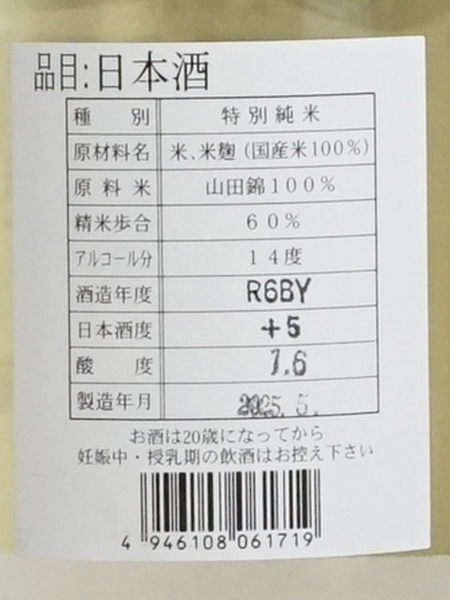 品目:日本酒
種 別 特別純米
原材料名 米、米麹(国産米100%)
原料米 山田錦100%
精米歩合 60%
アルコール分 14度
酒造年度 R6BY
日本酒度 +5
酸 度 1.6
製造年月 2025.5.
お酒は20歳になってから
妊娠中・授乳期の飲酒はお控え下さい
4 946108 061719